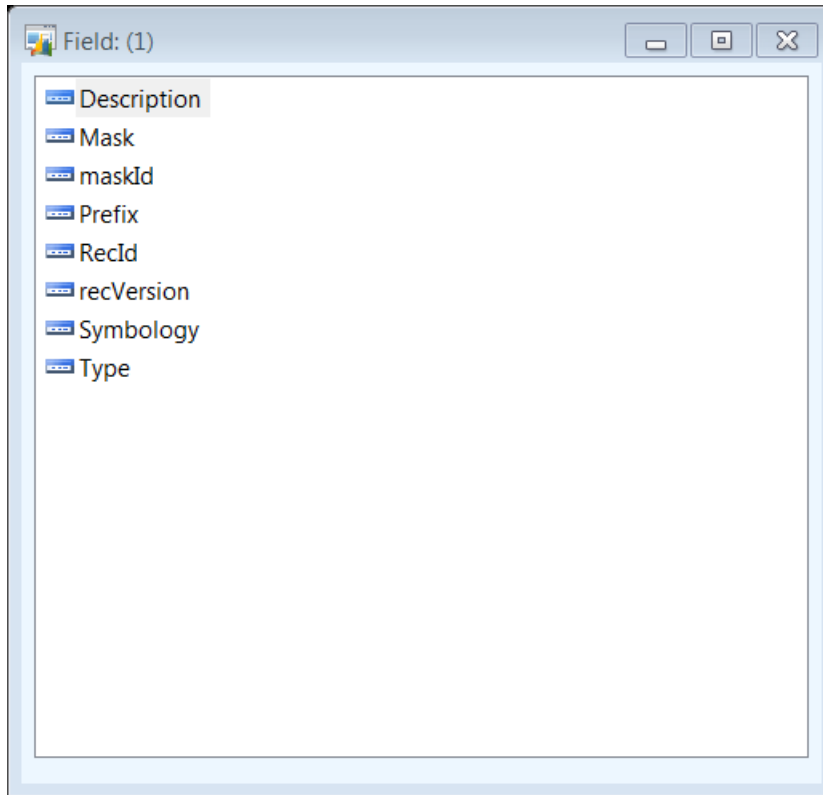 Field: (1)
Description
Mask
maskId
Prefix
RecId
recVersion
Symbology
Type